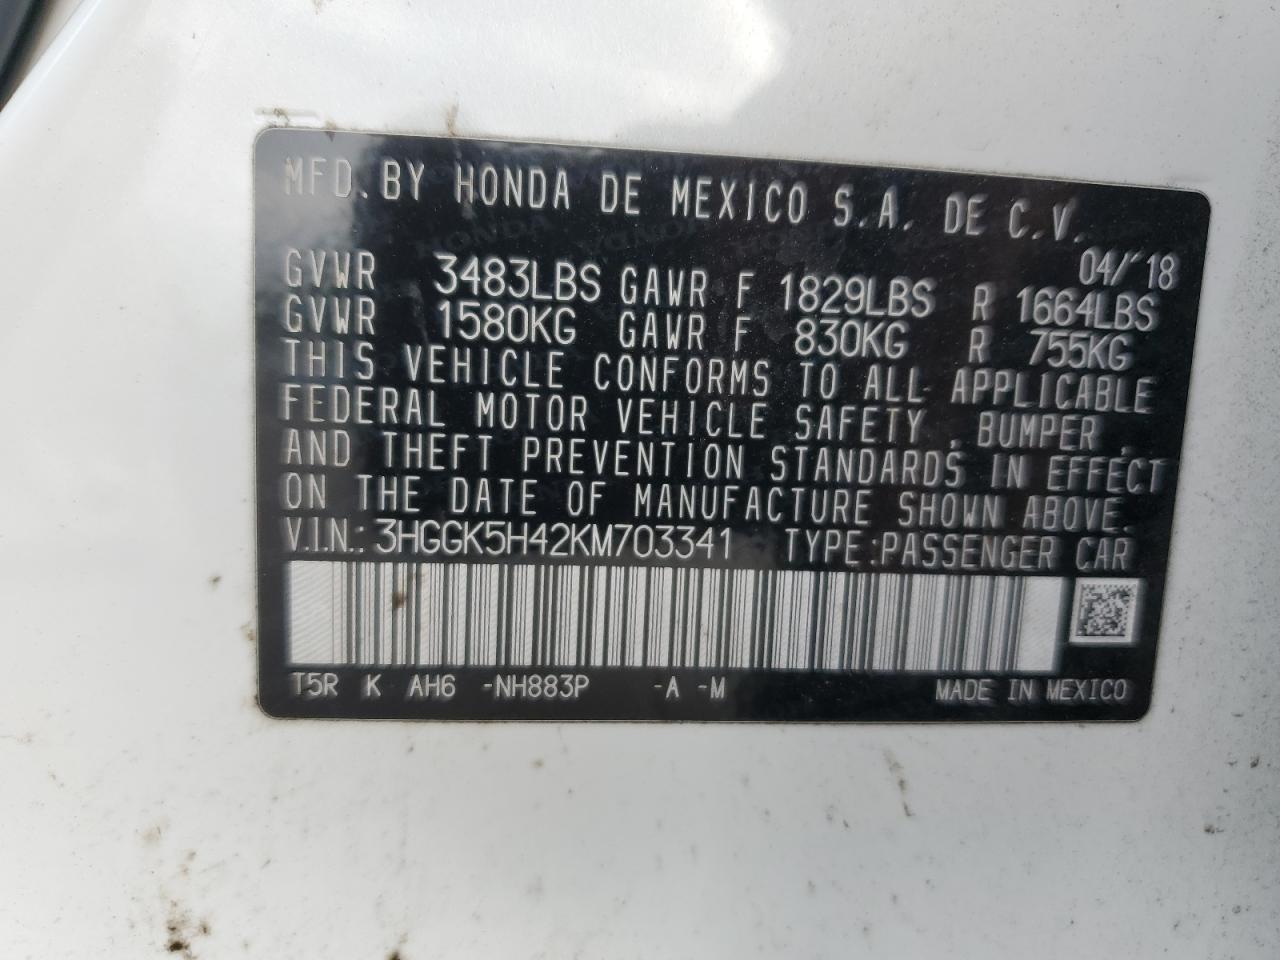 MFD. BY HONDA DE MEXICO S.A. DE C.V.
04/'18
GVWR 3483LBS GAWR F 1829LBS R 1664LBS
GVWR 1580KG GAWR F 830KG R 755KG
THIS VEHICLE CONFORMS TO ALL APPLICABLE
FEDERAL MOTOR VEHICLE SAFETY , BUMPER ,
AND THEFT PREVENTION STANDARDS IN EFFECT
ON THE DATE OF MANUFACTURE SHOWN ABOVE.
V.I.N.: 3HGGK5H42KM703341 TYPE:PASSENGER CAR
T5R K AH6 -NH883P -A -M MADE IN MEXICO